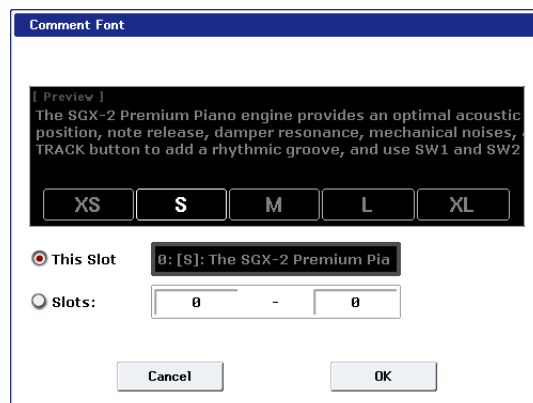 Comment Font
[ Preview ]
The SGX-2 Premium Piano engine provides an optimal acoustic
position, note release, damper resonance, mechanical noises,
TRACK button to add a rhythmic groove, and use SW1 and SW2
XS S M L XL
This Slot 0: [S]: The SGX-2 Premium Pia
Slots: 0 - 0
Cancel OK